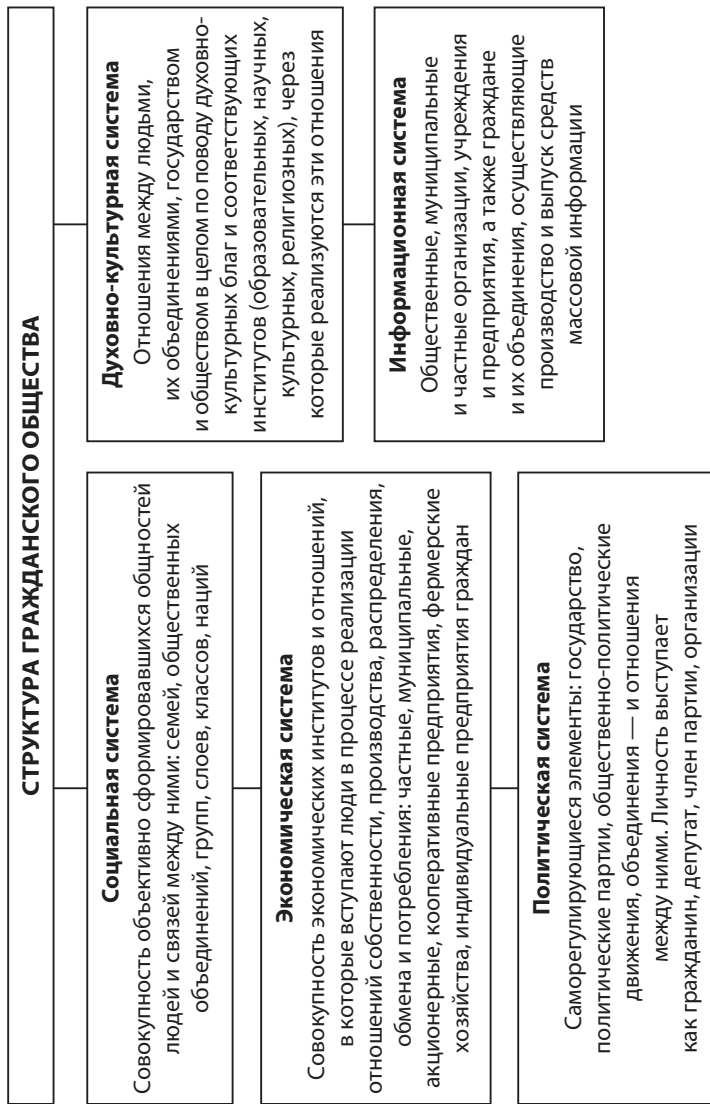 СТРУКТУРА ГРАЖДАНСКОГО ОБЩЕСТВА
Социальная система
Совокупность объективно сформировавшихся общностей
людей и связей между ними: семей, общественных
объединений, групп, слоев, классов, наций
Экономическая система
Совокупность экономических институтов и отношений,
в которые вступают люди в процессе реализации
отношений собственности, производства, распределения,
обмена и потребления: частные, муниципальные,
акционерные, кооперативные предприятия, фермерские
хозяйства, индивидуальные предприятия граждан
Политическая система
Саморегулирующиеся элементы: государство,
политические партии, общественно-политические
движения, объединения — и отношения
между ними. Личность выступает
как гражданин, депутат, член партии, организации
Духовно-культурная система
Отношения между людьми,
их объединениями, государством
и обществом в целом по поводу духовно-
культурных благ и соответствующих
институтов (образовательных, научных,
культурных, религиозных), через
которые реализуются эти отношения
Информационная система
Общественные, муниципальные
и частные организации, учреждения
и предприятия, а также граждане
и их объединения, осуществляющие
производство и выпуск средств
массовой информации